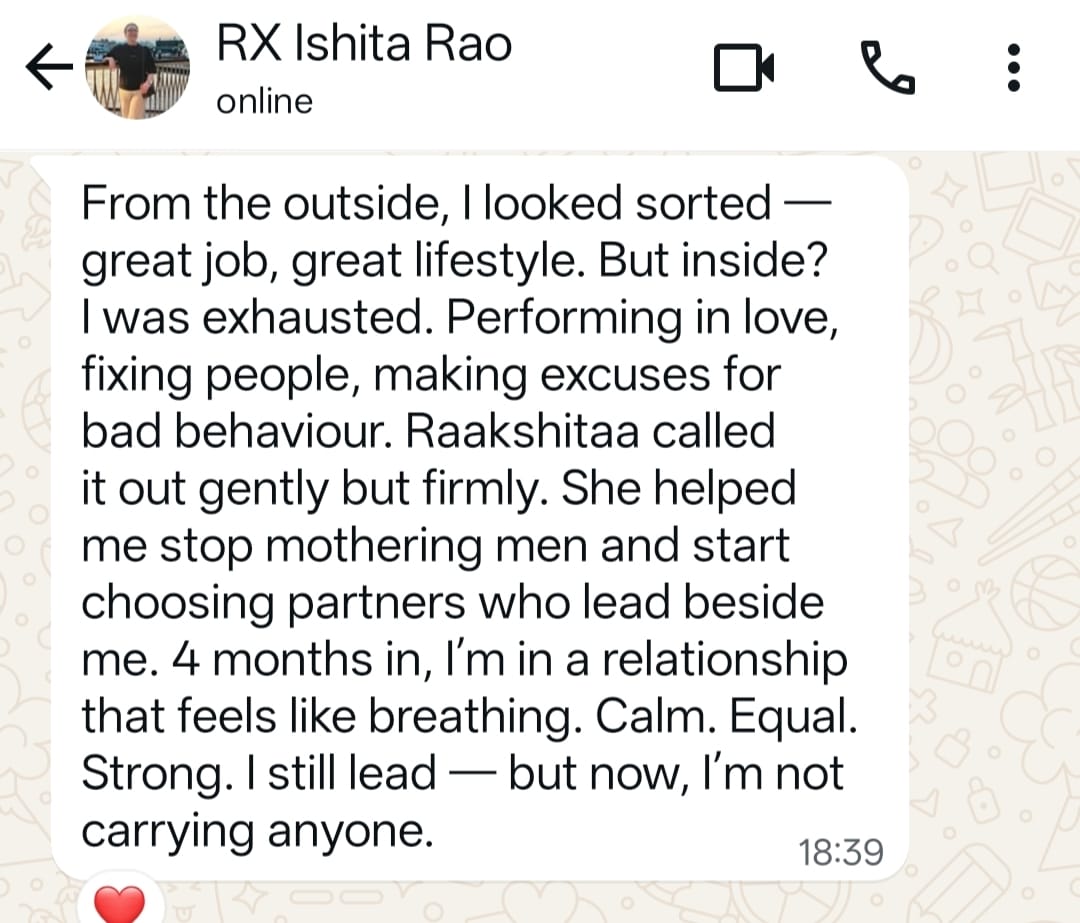 RX Ishita Rao
online
From the outside, I looked sorted —
great job, great lifestyle. But inside?
I was exhausted. Performing in love,
fixing people, making excuses for
bad behaviour. Raakshitaa called
it out gently but firmly. She helped
me stop mothering men and start
choosing partners who lead beside
me. 4 months in, I’m in a relationship
that feels like breathing. Calm. Equal.
Strong. I still lead — but now, I’m not
carrying anyone.
18:39